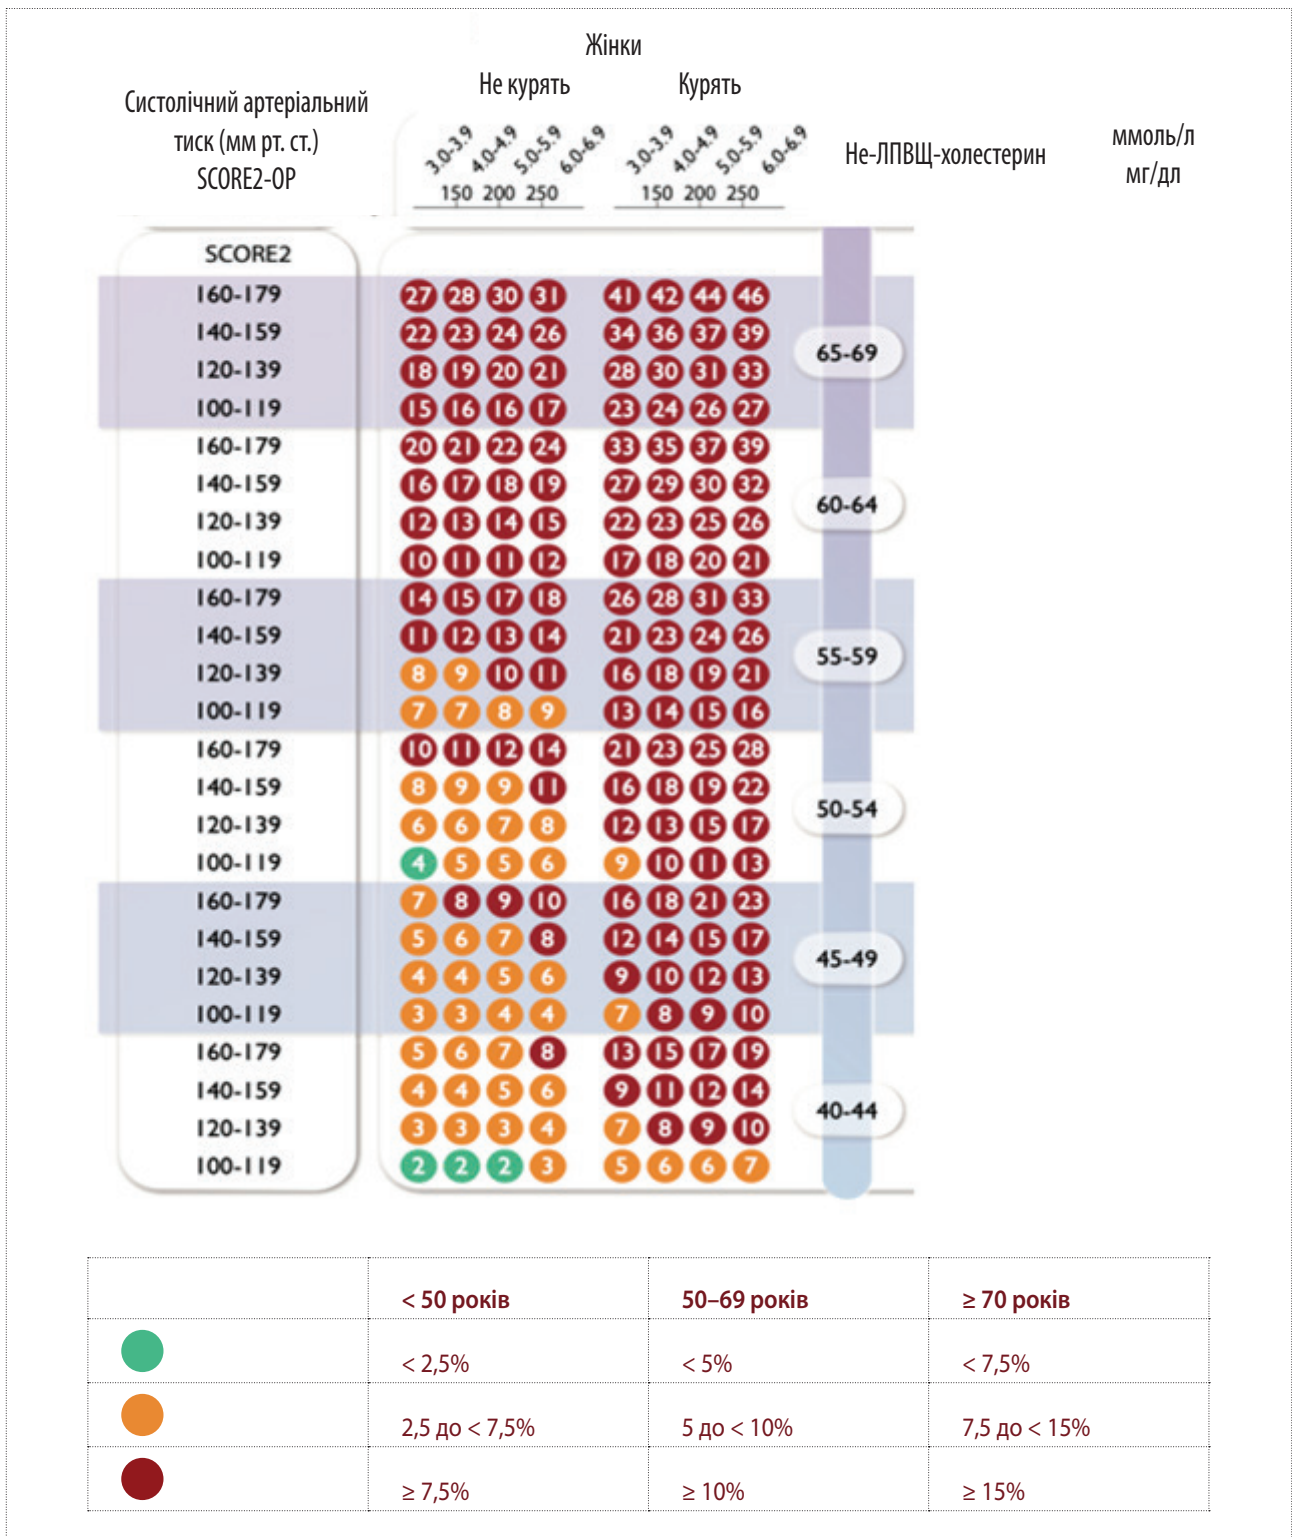 Жінки
Не курять Курять
Систолічний артеріальний
тиск (мм рт. ст.)
SCORE2-OP
3.0-3.9 4.0-4.9 5.0-5.9 6.0-6.9 3.0-3.9 4.0-4.9 5.0-5.9 6.0-6.9
150 200 250 150 200 250
Не-ЛПВЩ-холестерин
ммоль/л
мг/дл
SCORE2
160-179 27 28 30 31 41 42 44 46
140-159 22 23 24 26 34 36 37 39
65-69
120-139 18 19 20 21 28 30 31 33
100-119 15 16 16 17 23 24 26 27
160-179 20 21 22 24 33 35 37 39
140-159 16 17 18 19 27 29 30 32
60-64
120-139 12 13 14 15 22 23 25 26
100-119 10 11 11 12 17 18 20 21
160-179 14 15 17 18 26 28 31 33
140-159 11 12 13 14 21 23 24 26
55-59
120-139 8 9 10 11 16 18 19 21
100-119 7 7 8 9 13 14 15 16
160-179 10 11 12 14 21 23 25 28
140-159 8 9 9 11 16 18 19 22
50-54
120-139 6 6 7 8 12 13 15 17
100-119 4 5 5 6 9 10 11 13
160-179 7 8 9 10 16 18 21 23
140-159 5 6 7 8 12 14 15 17
45-49
120-139 4 4 5 6 9 10 12 13
100-119 3 3 4 4 7 8 9 10
160-179 5 6 7 8 13 15 17 19
140-159 4 4 5 6 9 11 12 14
40-44
120-139 3 3 3 4 7 8 9 10
100-119 2 2 2 3 5 6 6 7
< 50 років 50–69 років ≥ 70 років
< 2,5% < 5% < 7,5%
2,5 до < 7,5% 5 до < 10% 7,5 до < 15%
≥ 7,5% ≥ 10% ≥ 15%